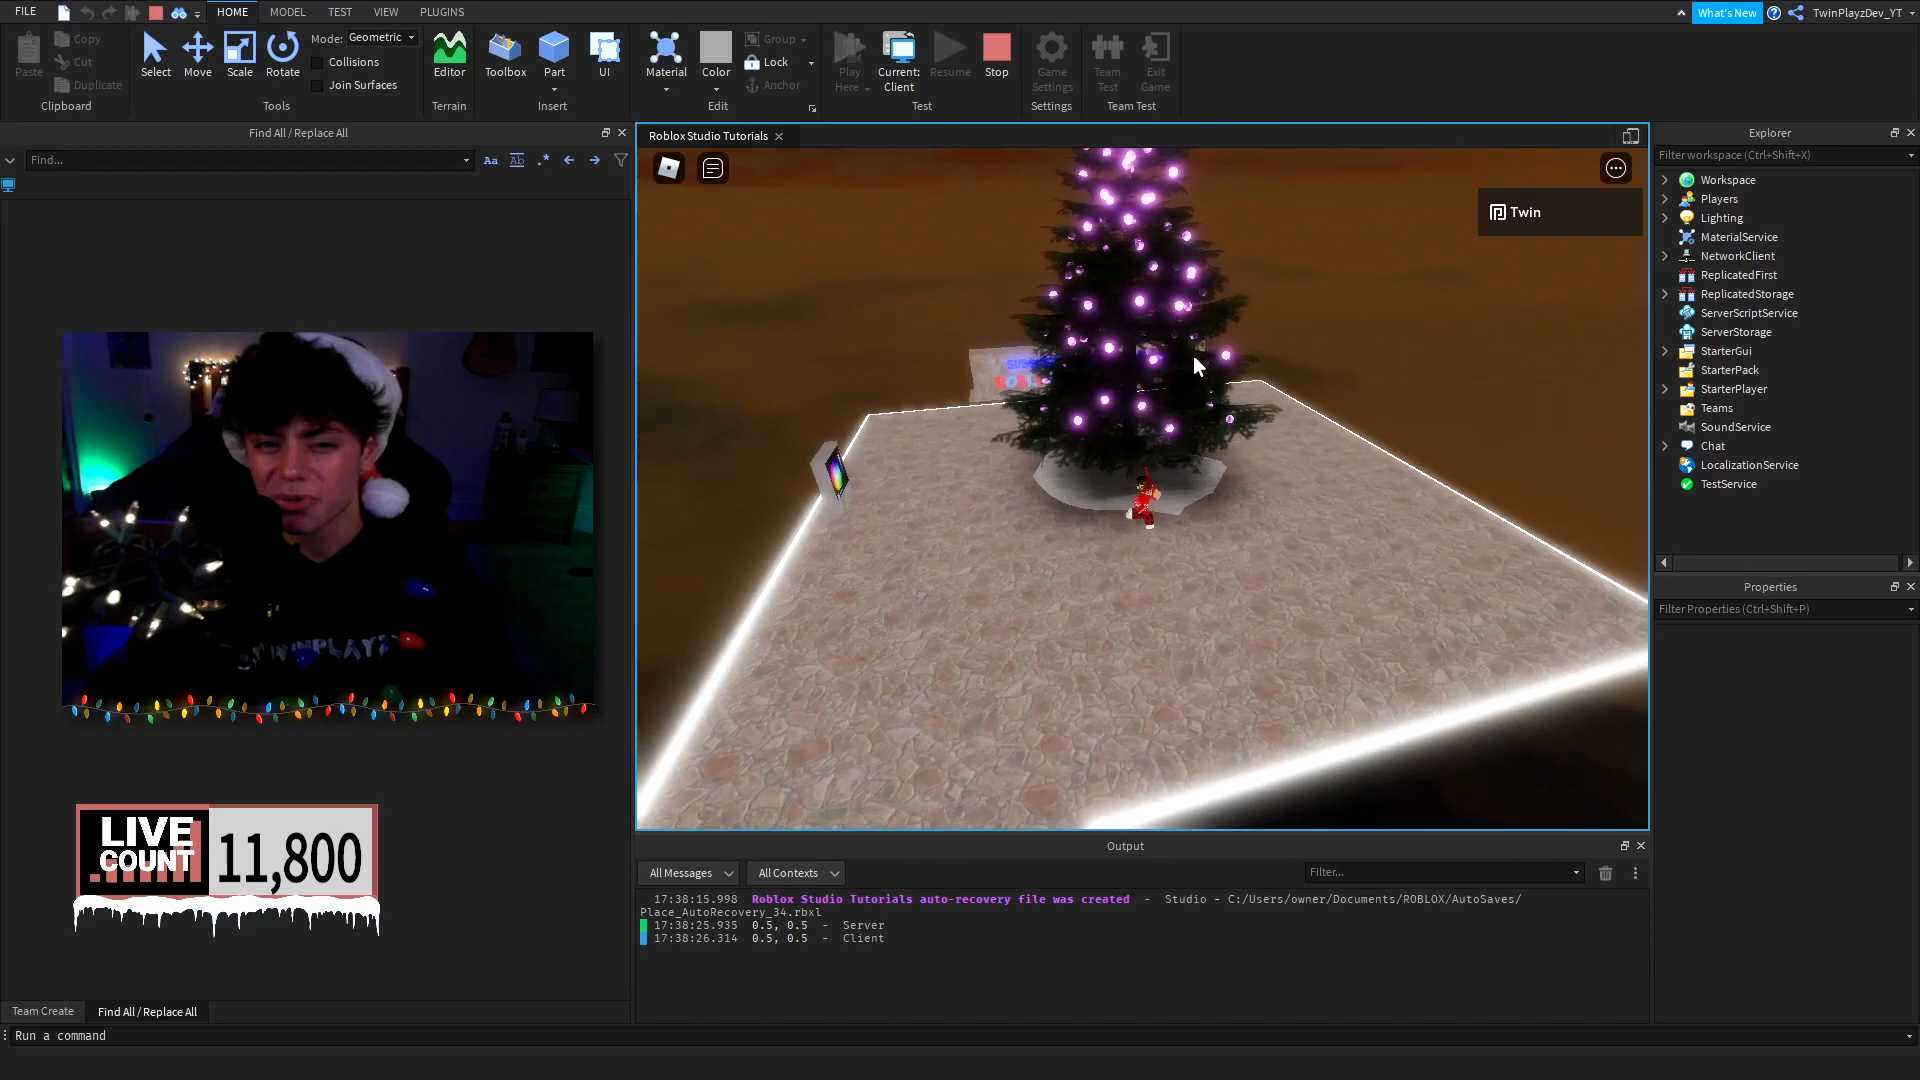 FILE
HOME
MODEL
TEST
VIEW
PLUGINS
What's New
TwinPlayzDev_YT
Paste
Copy
Cut
Duplicate
Clipboard
Select
Move
Scale
Rotate
Mode: Geometric
Collisions
Join Surfaces
Tools
Editor
Terrain
Toolbox
Part
UI
Insert
Material
Color
Group
Lock
Anchor
Edit
Play
Here
Current:
Client
Resume
Stop
Test
Game
Settings
Settings
Team
Test
Exit
Game
Team Test
Find All / Replace All
Find...
Aa
Ab
.*
LIVE
COUNT
11,800
Team Create
Find All / Replace All
Run a command
Roblox Studio Tutorials
Twin
Output
All Messages
All Contexts
Filter...
17:38:15.998 Roblox Studio Tutorials auto-recovery file was created - Studio - C:/Users/owner/Documents/ROBLOX/AutoSaves/
Place_AutoRecovery_34.rbxl
17:38:25.935 0.5, 0.5 - Server
17:38:26.314 0.5, 0.5 - Client
Explorer
Filter workspace (Ctrl+Shift+X)
Workspace
Players
Lighting
MaterialService
NetworkClient
ReplicatedFirst
ReplicatedStorage
ServerScriptService
ServerStorage
StarterGui
StarterPack
StarterPlayer
Teams
SoundService
Chat
LocalizationService
TestService
Properties
Filter Properties (Ctrl+Shift+P)